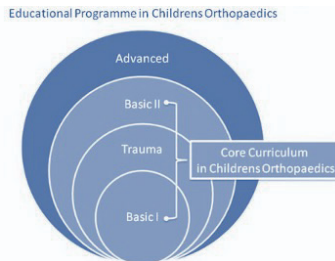 Educational Programme in Childrens Orthopaedics
Advanced
Basic II
Trauma
Core Curriculum
in Childrens Orthopaedics
Basic I